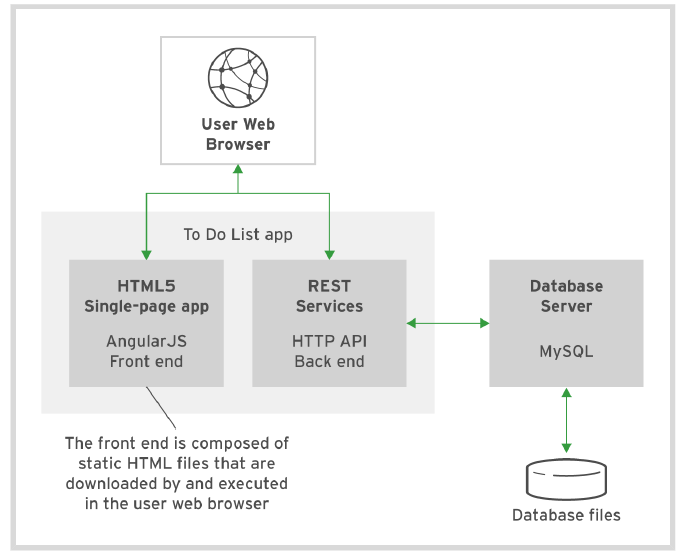 User Web
Browser
To Do List app
HTML5
Single-page app
AngularJS
Front end
REST
Services
HTTP API
Back end
Database
Server
MySQL
The front end is composed of
static HTML files that are
downloaded by and executed
in the user web browser
Database files